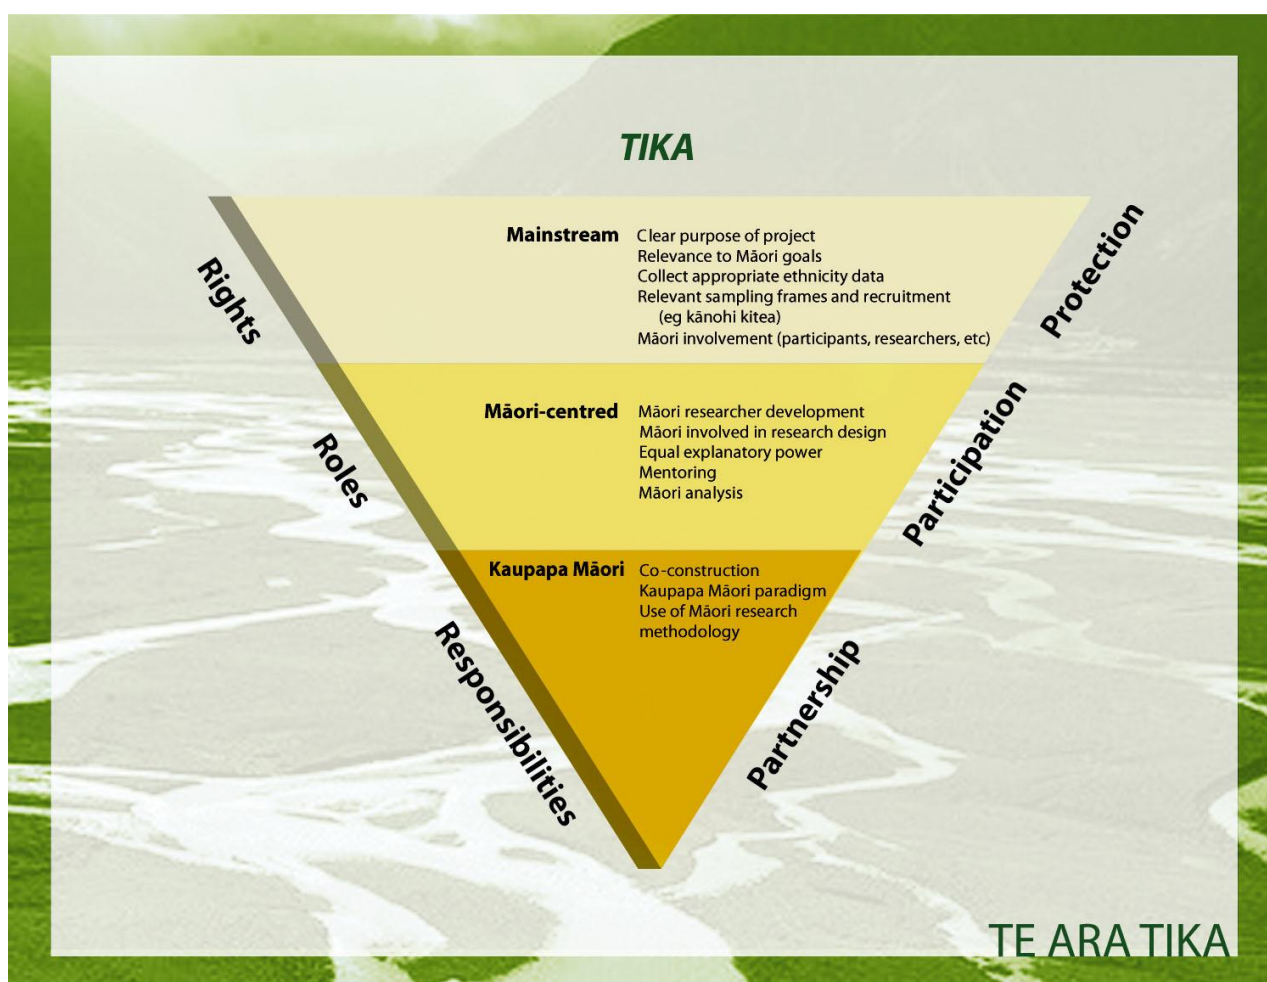 TIKA
Mainstream
Clear purpose of project
Relevance to Māori goals
Collect appropriate ethnicity data
Relevant sampling frames and recruitment
(eg kānohi kitea)
Māori involvement (participants, researchers, etc)
Rights
Protection
Māori-centred
Māori researcher development
Māori involved in research design
Equal explanatory power
Mentoring
Māori analysis
Roles
Participation
Kaupapa Māori
Co-construction
Kaupapa Māori paradigm
Use of Māori research
methodology
Responsibilities
Partnership
TE ARA TIKA